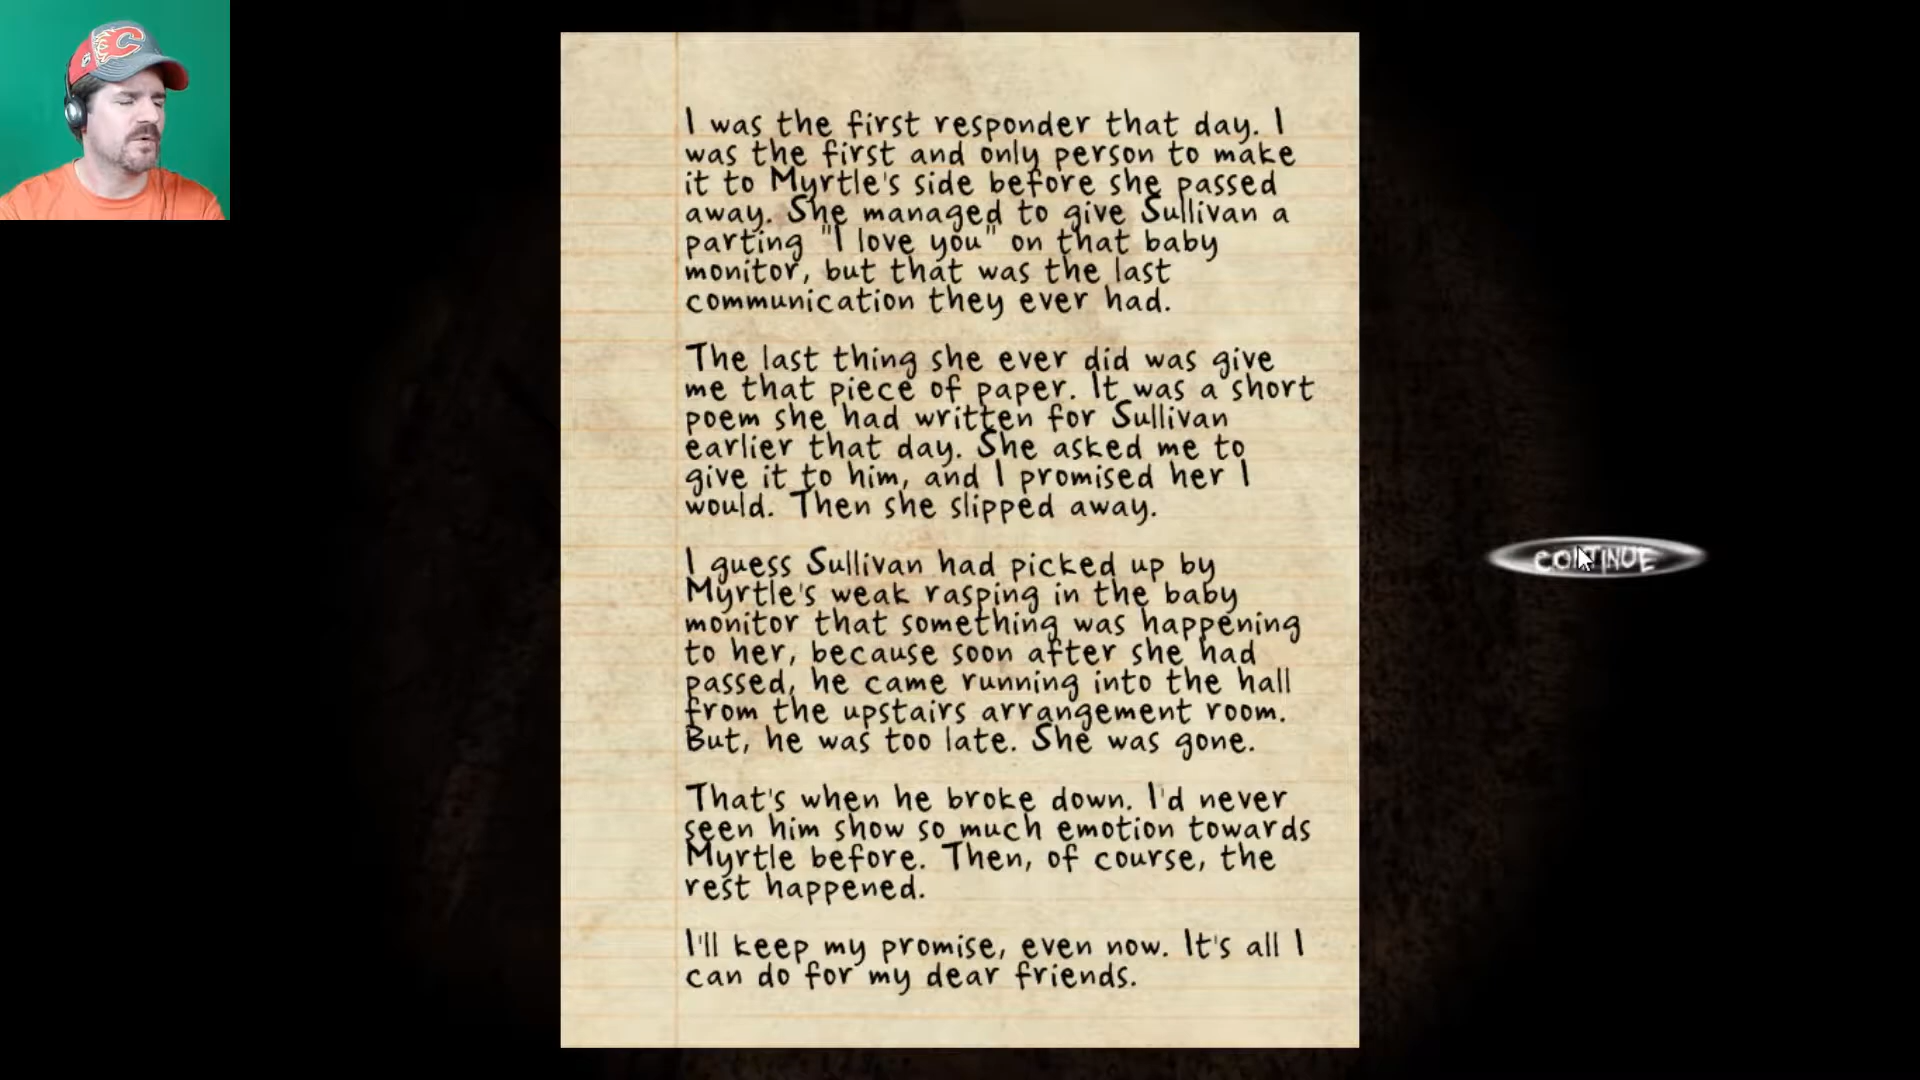 I was the first responder that day. I
was the first and only person to make
it to Myrtle's side before she passed
away. She managed to give Sullivan a
parting "I love you" on that baby
monitor, but that was the last
communication they ever had.
The last thing she ever did was give
me that piece of paper. It was a short
poem she had written for Sullivan
earlier that day. She asked me to
give it to him, and I promised her I
would. Then she slipped away.
I guess Sullivan had picked up by
Myrtle's weak rasping in the baby
monitor that something was happening
to her, because soon after she had
passed, he came running into the hall
from the upstairs arrangement room.
But, he was too late. She was gone.
That's when he broke down. I'd never
seen him show so much emotion towards
Myrtle before. Then, of course, the
rest happened.
I'll keep my promise, even now. It's all I
can do for my dear friends.
CONTINUE